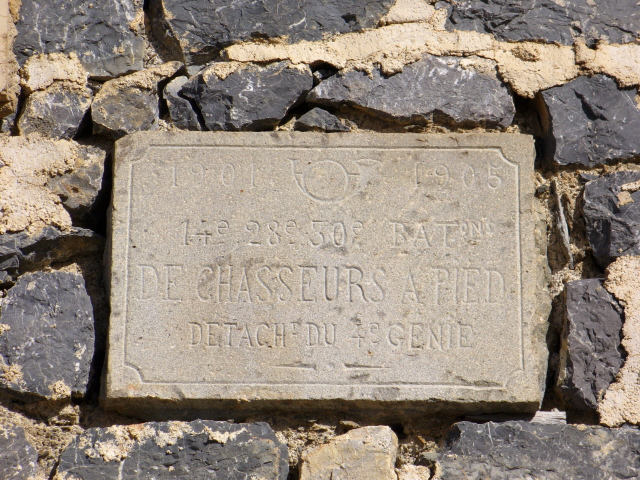 1901 1905
14e 28e 30e BATons
DE CHASSEURS A PIED
DETACHt DU 4e GENIE